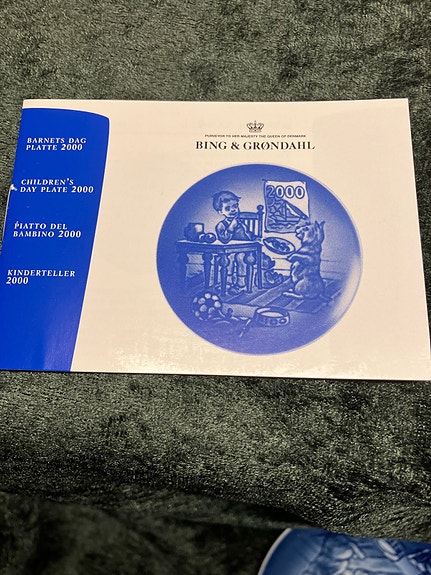 PURVEYOR TO HER MAJESTY THE QUEEN OF DENMARK
BING & GRØNDAHL
BARNETS DAG
PLATTE 2000
CHILDREN'S
DAY PLATE 2000
PIATTO DEL
BAMBINO 2000
KINDERTELLER
2000
2000